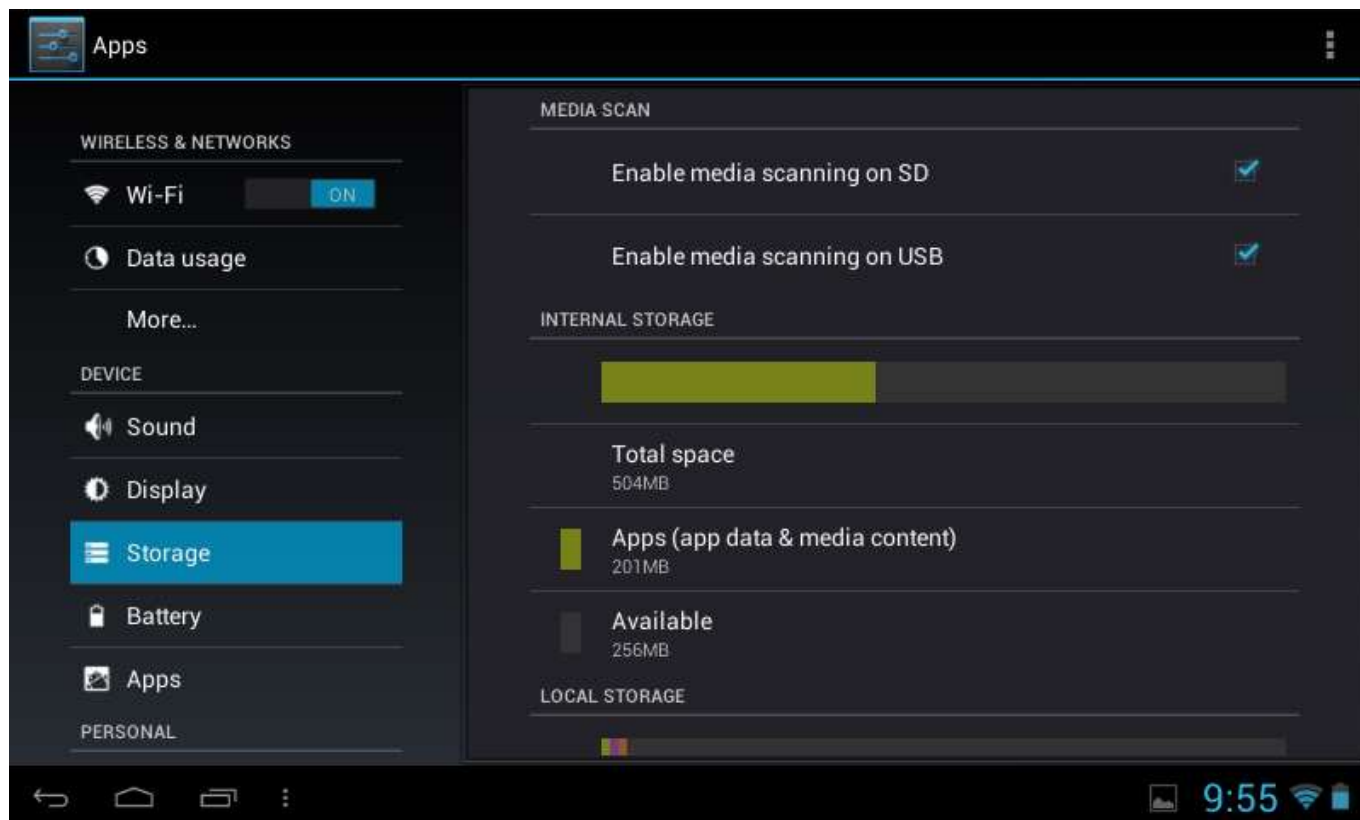 Apps
WIRELESS & NETWORKS
Wi-Fi
ON
Data usage
More...
DEVICE
Sound
Display
Storage
Battery
Apps
PERSONAL
MEDIA SCAN
Enable media scanning on SD
Enable media scanning on USB
INTERNAL STORAGE
Total space
504MB
Apps (app data & media content)
201MB
Available
256MB
LOCAL STORAGE
9:55